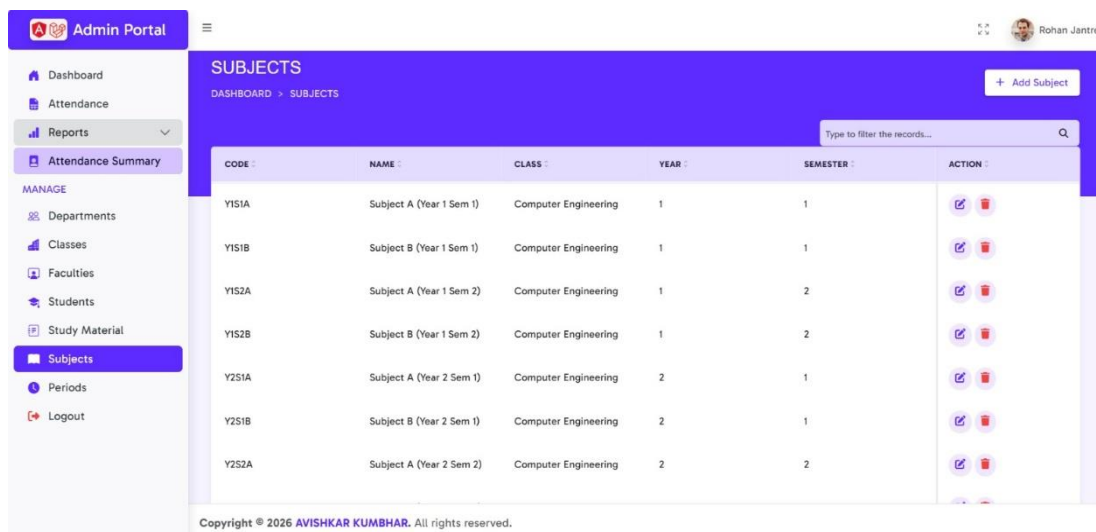 Admin Portal
Rohan Jantre
Dashboard
Attendance
Reports
Attendance Summary
MANAGE
Departments
Classes
Faculties
Students
Study Material
Subjects
Periods
Logout
SUBJECTS
DASHBOARD > SUBJECTS
+ Add Subject
Type to filter the records...
CODE NAME CLASS YEAR SEMESTER ACTION
Y1S1A Subject A (Year 1 Sem 1) Computer Engineering 1 1
Y1S1B Subject B (Year 1 Sem 1) Computer Engineering 1 1
Y1S2A Subject A (Year 1 Sem 2) Computer Engineering 1 2
Y1S2B Subject B (Year 1 Sem 2) Computer Engineering 1 2
Y2S1A Subject A (Year 2 Sem 1) Computer Engineering 2 1
Y2S1B Subject B (Year 2 Sem 1) Computer Engineering 2 1
Y2S2A Subject A (Year 2 Sem 2) Computer Engineering 2 2
Copyright © 2026 AVISHKAR KUMBHAR. All rights reserved.